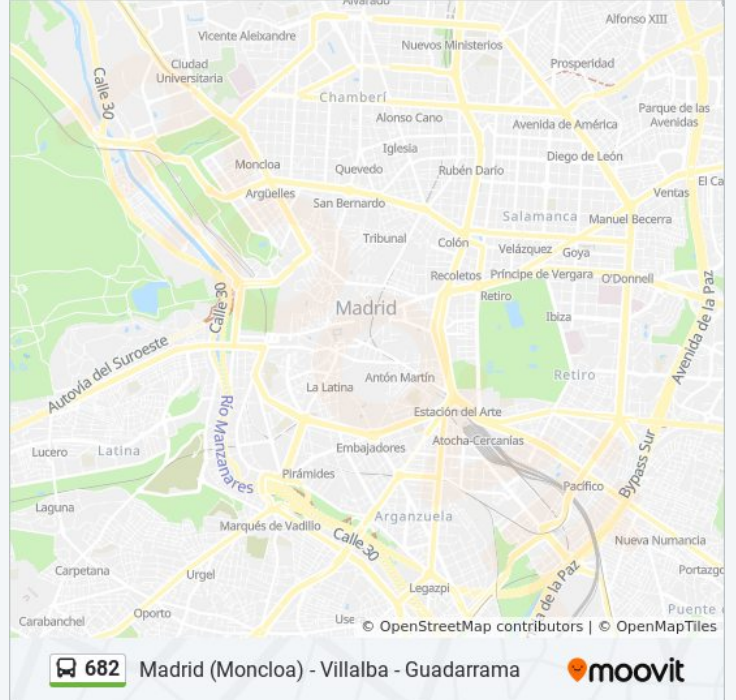 Alvarado
Alfonso XIII
Vicente Aleixandre
Nuevos Ministerios
Ciudad
Universitaria
Prosperidad
Calle 30
Chamberí
Alonso Cano
Parque de las
Avenidas
Avenida de América
Iglesia
Diego de León
Moncloa
Quevedo
Rubén Darío
El Ca
Argüelles
San Bernardo
Ventas
Salamanca
Manuel Becerra
Tribunal
Colón
Velázquez
Goya
Recoletos
Príncipe de Vergara
O'Donnell
Calle 30
Madrid
Retiro
Ibiza
Avenida de la Paz
Autovía del Suroeste
La Latina
Antón Martín
Retiro
Estación del Arte
Río Manzanares
Lucero
Latina
Embajadores
Atocha-Cercanías
Bypass Sur
Pirámides
Pacífico
Laguna
Marqués de Vadillo
Arganzuela
Calle 30
Nueva Numancia
Carpetana
Urgel
Legazpi
a de la Paz
Portazgo
Oporto
Carabanchel
Use
Puente
© OpenStreetMap contributors | © OpenMapTiles
682 Madrid (Moncloa) - Villalba - Guadarrama
moovit